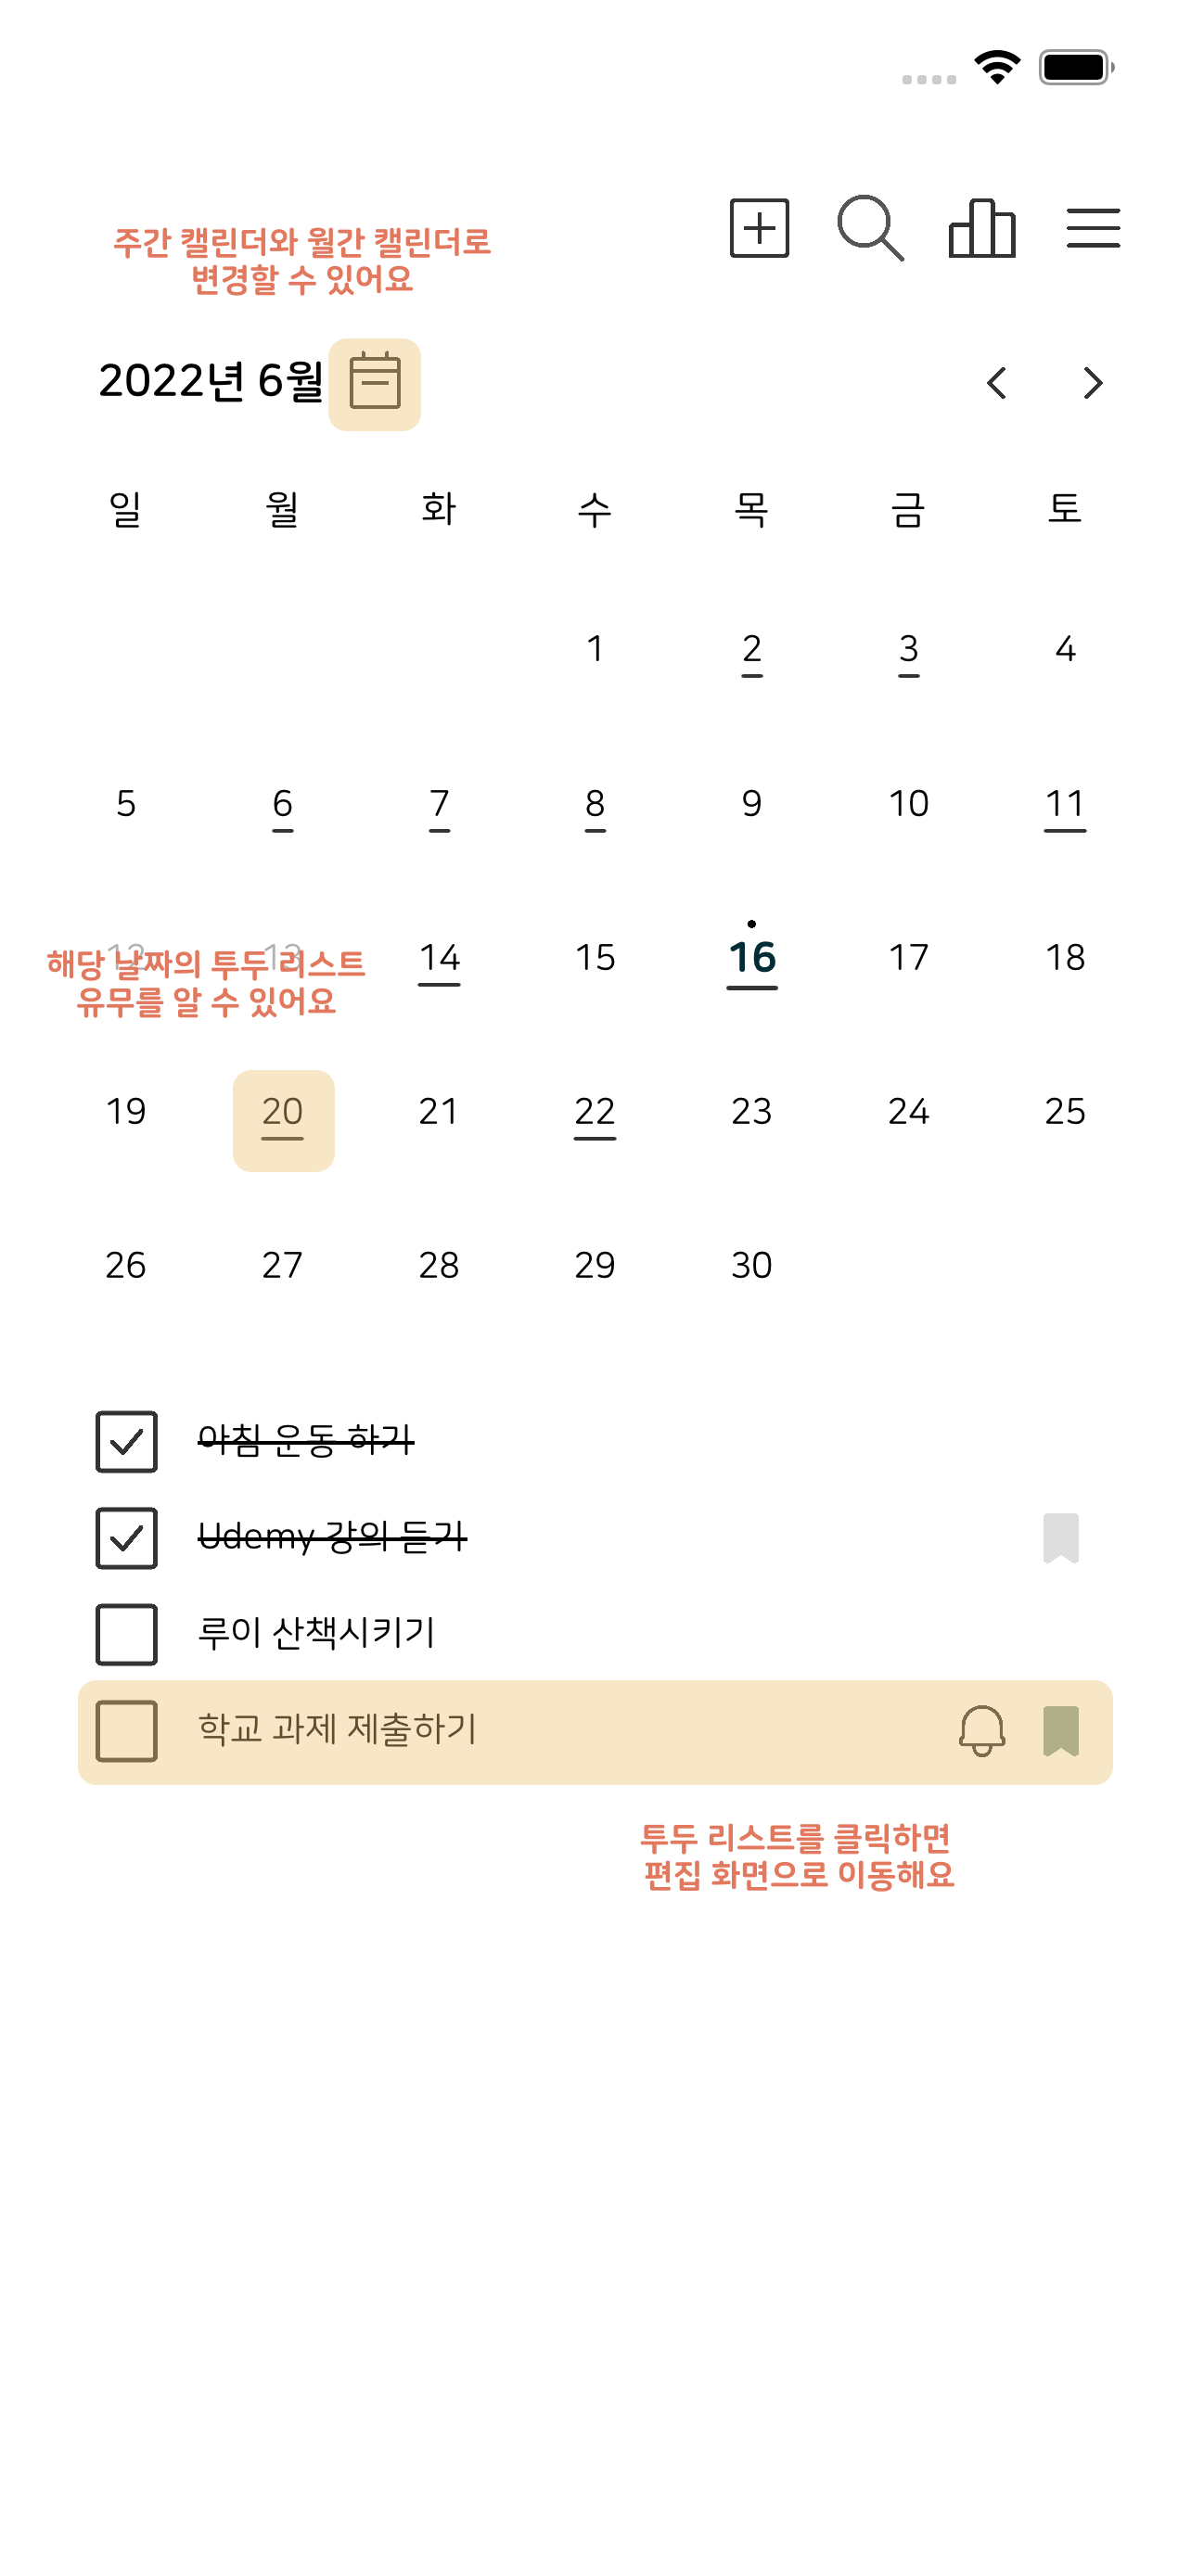 주간 캘린더와 월간 캘린더로
변경할 수 있어요
2022년 6월
일 월 화 수 목 금 토
1 2 3 4
5 6 7 8 9 10 11
12 13 14 15 16 17 18
해당 날짜의 투두 리스트
유무를 알 수 있어요
19 20 21 22 23 24 25
26 27 28 29 30
아침 운동 하기
Udemy 강의 듣기
루이 산책시키기
학교 과제 제출하기
투두 리스트를 클릭하면
편집 화면으로 이동해요